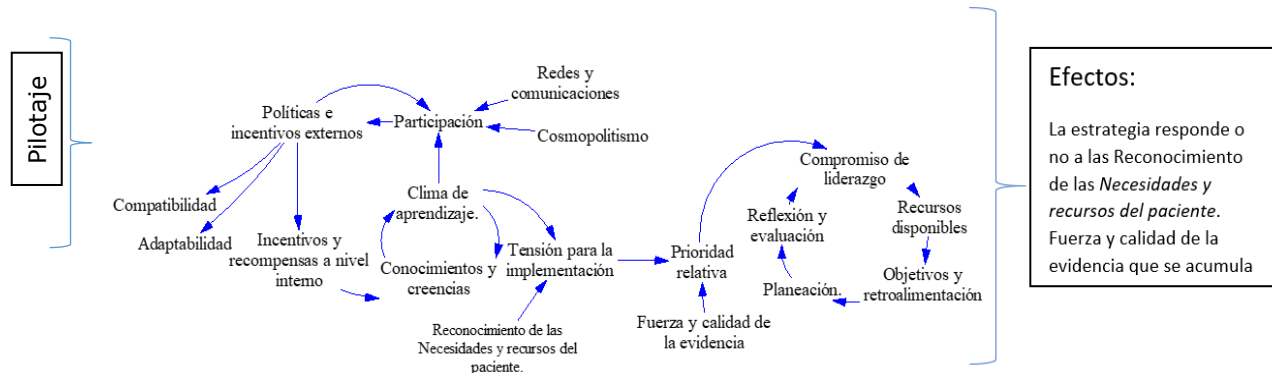 Pilotaje
Políticas e
incentivos externos
Participación
Redes y
comunicaciones
Cosmopolitismo
Compatibilidad
Adaptabilidad
Incentivos y
recompensas a nivel
interno
Clima de
aprendizaje.
Conocimientos y
creencias
Tensión para la
implementación
Reconocimiento de las
Necesidades y recursos del
paciente.
Prioridad
relativa
Fuerza y calidad de
la evidencia
Compromiso de
liderazgo
Recursos
disponibles
Objetivos y
retroalimentación
Planeación.
Reflexión y
evaluación
Efectos:
La estrategia responde o
no a las Reconocimiento
de las Necesidades y
recursos del paciente.
Fuerza y calidad de la
evidencia que se acumula